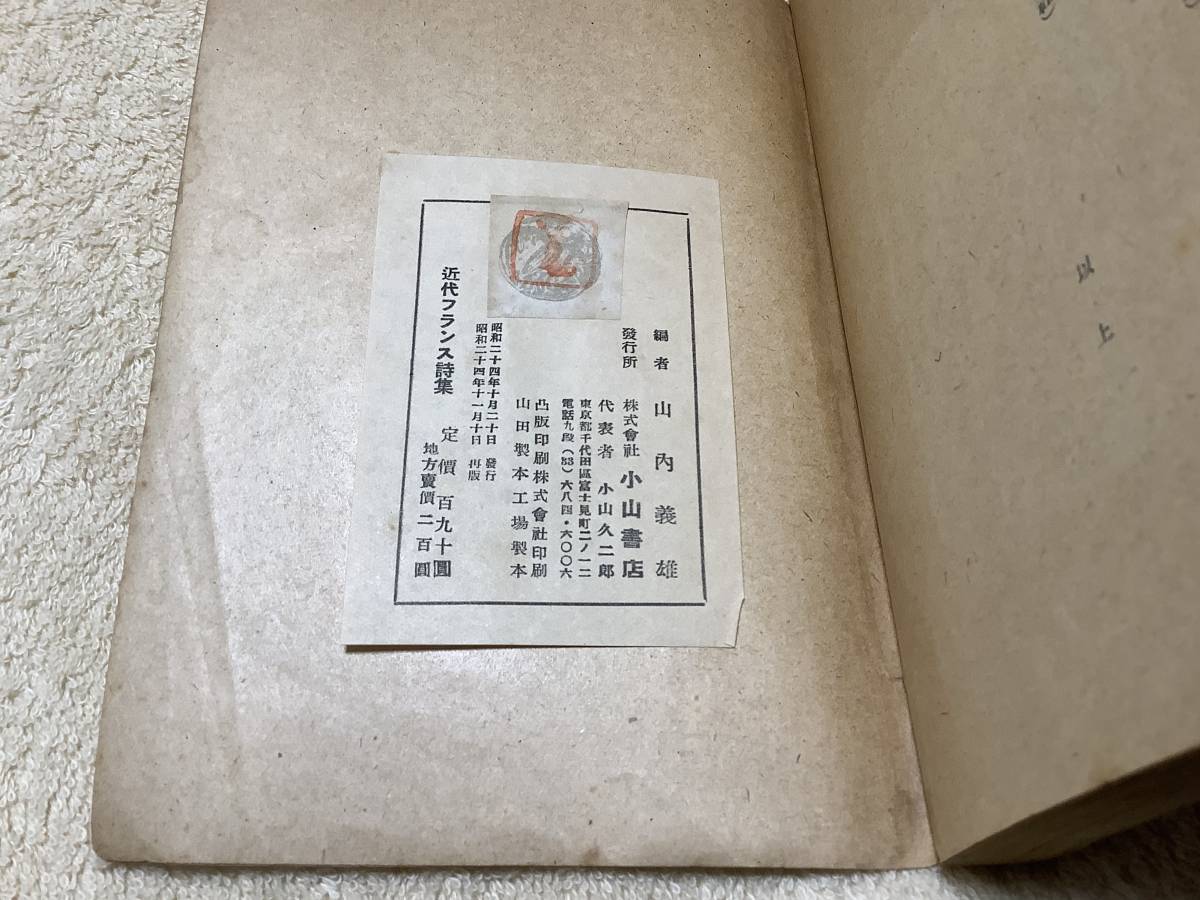 以上
編者 山內義雄
發行所 株式會社 小山書店
代表者 小山久二郎
東京都千代田區富士見町二ノ一二
電話九段(33)六八四・六〇〇六
凸版印刷株式會社印刷
山田製本工場製本
昭和二十四年十月二十日 發行
昭和二十四年十一月十日 再版
近代フランス詩集 定價百九十圓
地方賣價二百圓